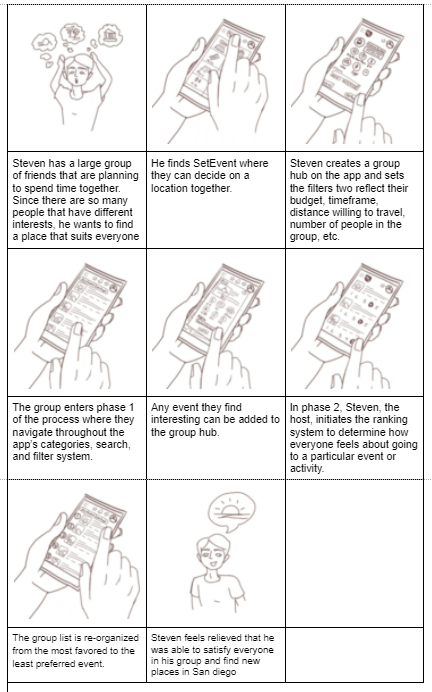 Steven has a large group
of friends that are planning
to spend time together.
Since there are so many
people that have different
interests, he wants to find
a place that suits everyone
He finds SetEvent where
they can decide on a
location together.
Steven creates a group
hub on the app and sets
the filters two reflect their
budget, timeframe,
distance willing to travel,
number of people in the
group, etc.
The group enters phase 1
of the process where they
navigate throughout the
app's categories, search,
and filter system.
Any event they find
interesting can be added to
the group hub.
In phase 2, Steven, the
host, initiates the ranking
system to determine how
everyone feels about going
to a particular event or
activity.
The group list is re-organized
from the most favored to the
least preferred event.
Steven feels relieved that he
was able to satisfy everyone
in his group and find new
places in San diego